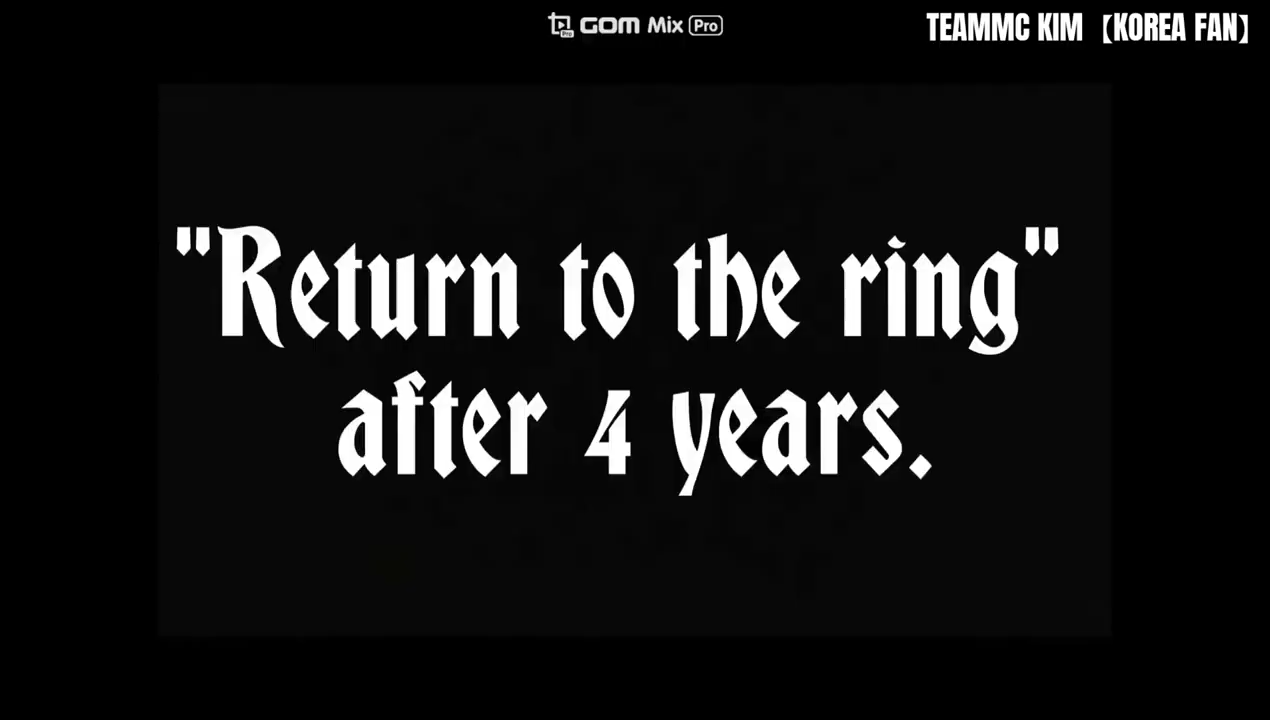 GOM Mix Pro
TEAMMC KIM【KOREA FAN】
"Return to the ring"
after 4 years.